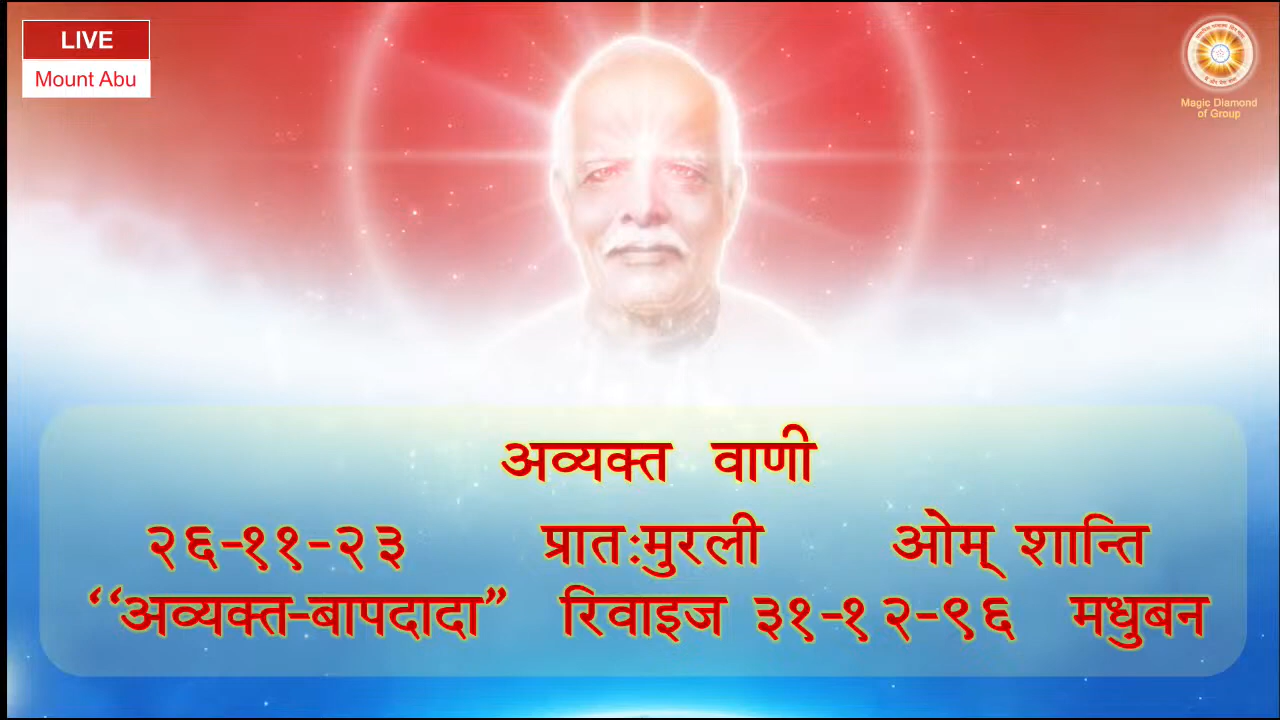 LIVE
Mount Abu
Magic Diamond
of Group
अव्यक्त वाणी
२६-११-२३ प्रात:मुरली ओम् शान्ति
‘‘अव्यक्त-बापदादा” रिवाइज ३१-१२-९६ मधुबन